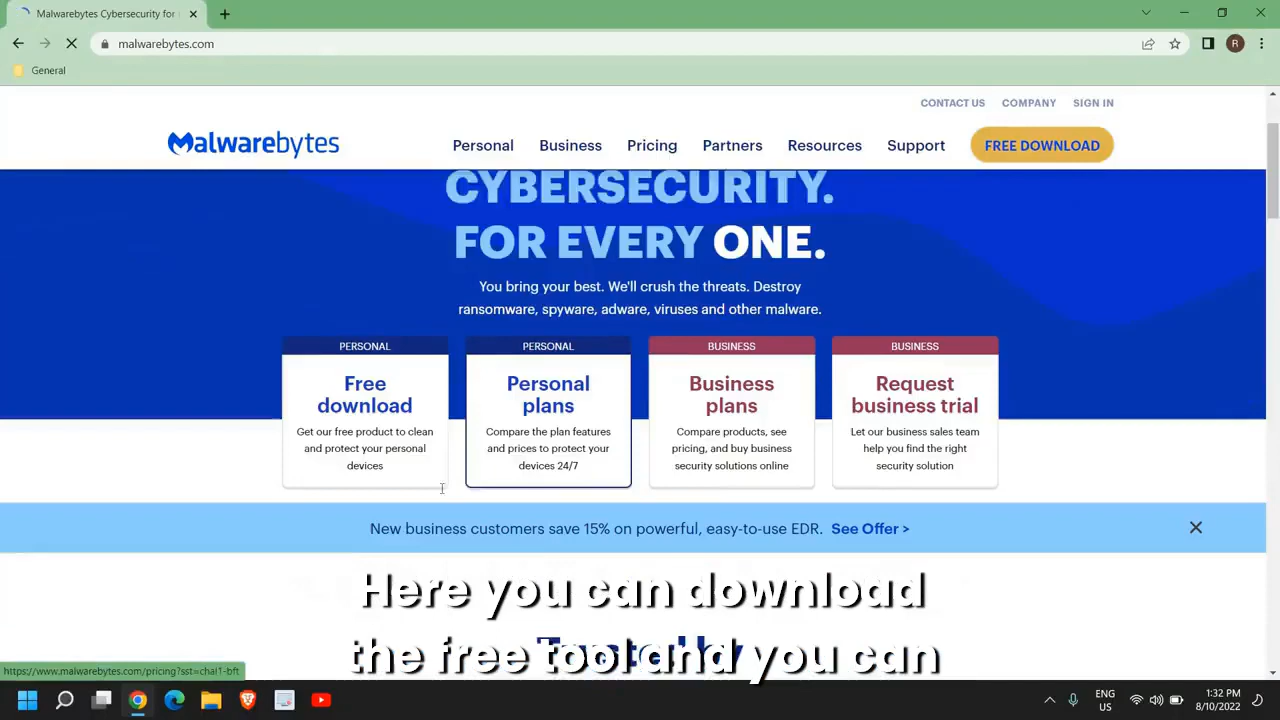 Malwarebytes Cybersecurity for
malwarebytes.com
R
General
CONTACT US COMPANY SIGN IN
Malwarebytes
Personal Business Pricing Partners Resources Support FREE DOWNLOAD
CYBERSECURITY.
FOR EVERY ONE.
You bring your best. We'll crush the threats. Destroy
ransomware, spyware, adware, viruses and other malware.
PERSONAL
Free
download
Get our free product to clean
and protect your personal
devices
PERSONAL
Personal
plans
Compare the plan features
and prices to protect your
devices 24/7
BUSINESS
Business
plans
Compare products, see
pricing, and buy business
security solutions online
BUSINESS
Request
business trial
Let our business sales team
help you find the right
security solution
New business customers save 15% on powerful, easy-to-use EDR. See Offer >
Here you can download
the free tool and you can
https://www.malwarebytes.com/pricing?sst=chal1-bft
ENG
US
1:32 PM
8/10/2022